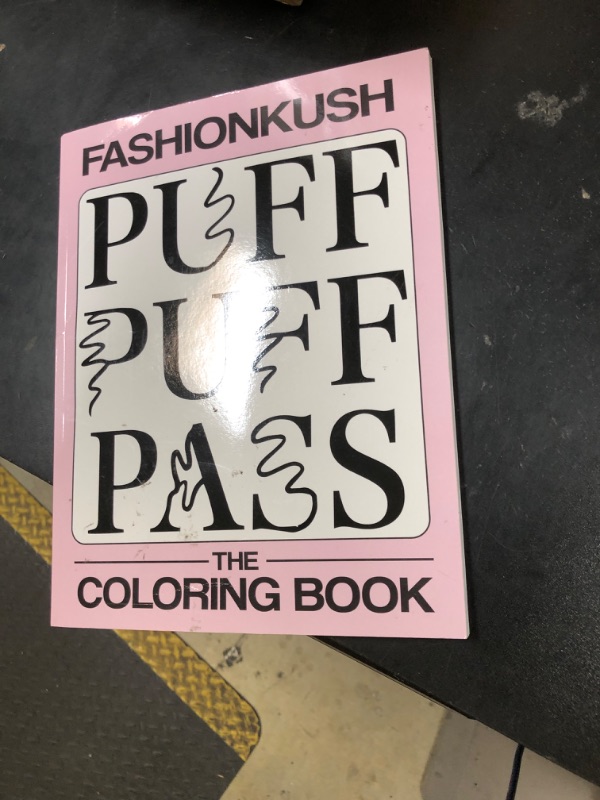 FASHIONKUSH
PUFF
PUFF
PASS
THE
COLORING BOOK